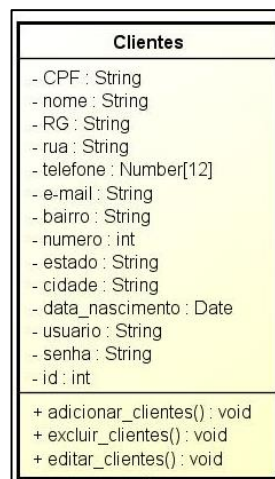 Clientes
- CPF : String
- nome : String
- RG : String
- rua : String
- telefone : Number[12]
- e-mail : String
- bairro : String
- numero : int
- estado : String
- cidade : String
- data_nascimento : Date
- usuario : String
- senha : String
- id : int
+ adicionar_clientes() : void
+ excluir_clientes() : void
+ editar_clientes() : void